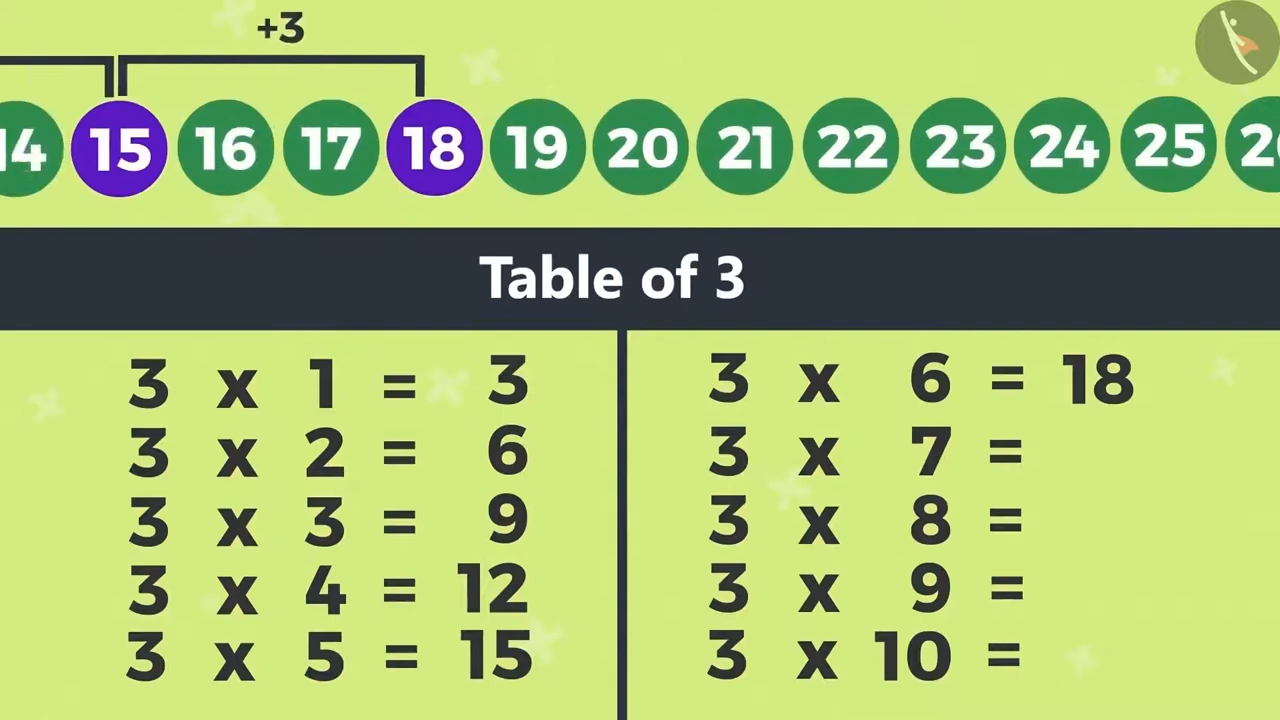 +3
14 15 16 17 18 19 20 21 22 23 24 25
Table of 3
3 x 1 = 3
3 x 2 = 6
3 x 3 = 9
3 x 4 = 12
3 x 5 = 15
3 x 6 = 18
3 x 7 =
3 x 8 =
3 x 9 =
3 x 10 =